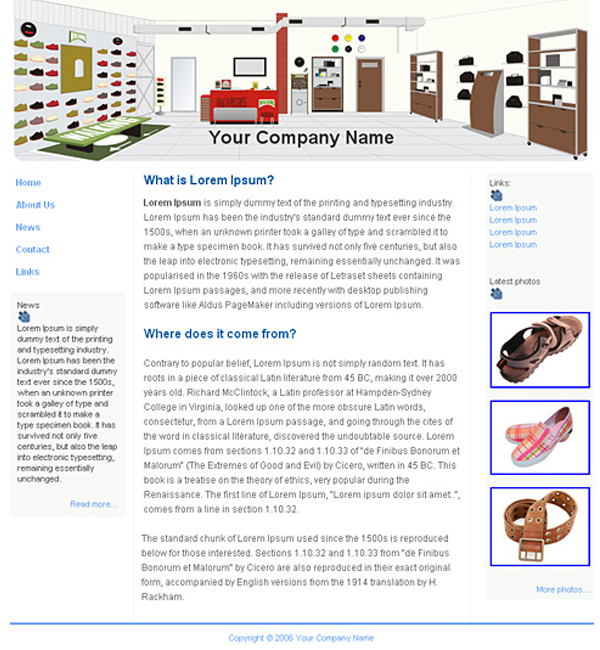 Your Company Name
Home
About Us
News
Contact
Links
News
Lorem Ipsum is simply
dummy text of the printing
and typesetting industry.
Lorem Ipsum has been the
industry's standard dummy
text ever since the 1500s,
when an unknown printer
took a galley of type and
scrambled it to make a
type specimen book. It has
survived not only five
centuries, but also the leap
into electronic typesetting,
remaining essentially
unchanged.
Read more...
What is Lorem Ipsum?
Lorem Ipsum is simply dummy text of the printing and typesetting industry.
Lorem Ipsum has been the industry's standard dummy text ever since the
1500s, when an unknown printer took a galley of type and scrambled it to
make a type specimen book. It has survived not only five centuries, but also
the leap into electronic typesetting, remaining essentially unchanged. It was
popularised in the 1960s with the release of Letraset sheets containing
Lorem Ipsum passages, and more recently with desktop publishing
software like Aldus PageMaker including versions of Lorem Ipsum.
Where does it come from?
Contrary to popular belief, Lorem Ipsum is not simply random text. It has
roots in a piece of classical Latin literature from 45 BC, making it over 2000
years old. Richard McClintock, a Latin professor at Hampden-Sydney
College in Virginia, looked up one of the more obscure Latin words,
consectetur, from a Lorem Ipsum passage, and going through the cites of
the word in classical literature, discovered the undoubtable source. Lorem
Ipsum comes from sections 1.10.32 and 1.10.33 of "de Finibus Bonorum et
Malorum" (The Extremes of Good and Evil) by Cicero, written in 45 BC. This
book is a treatise on the theory of ethics, very popular during the
Renaissance. The first line of Lorem Ipsum, "Lorem ipsum dolor sit amet..",
comes from a line in section 1.10.32.
The standard chunk of Lorem Ipsum used since the 1500s is reproduced
below for those interested. Sections 1.10.32 and 1.10.33 from "de Finibus
Bonorum et Malorum" by Cicero are also reproduced in their exact original
form, accompanied by English versions from the 1914 translation by H.
Rackham.
Links:
Lorem Ipsum
Lorem Ipsum
Lorem Ipsum
Lorem Ipsum
Latest photos
More photos...
Copyright © 2006 Your Company Name